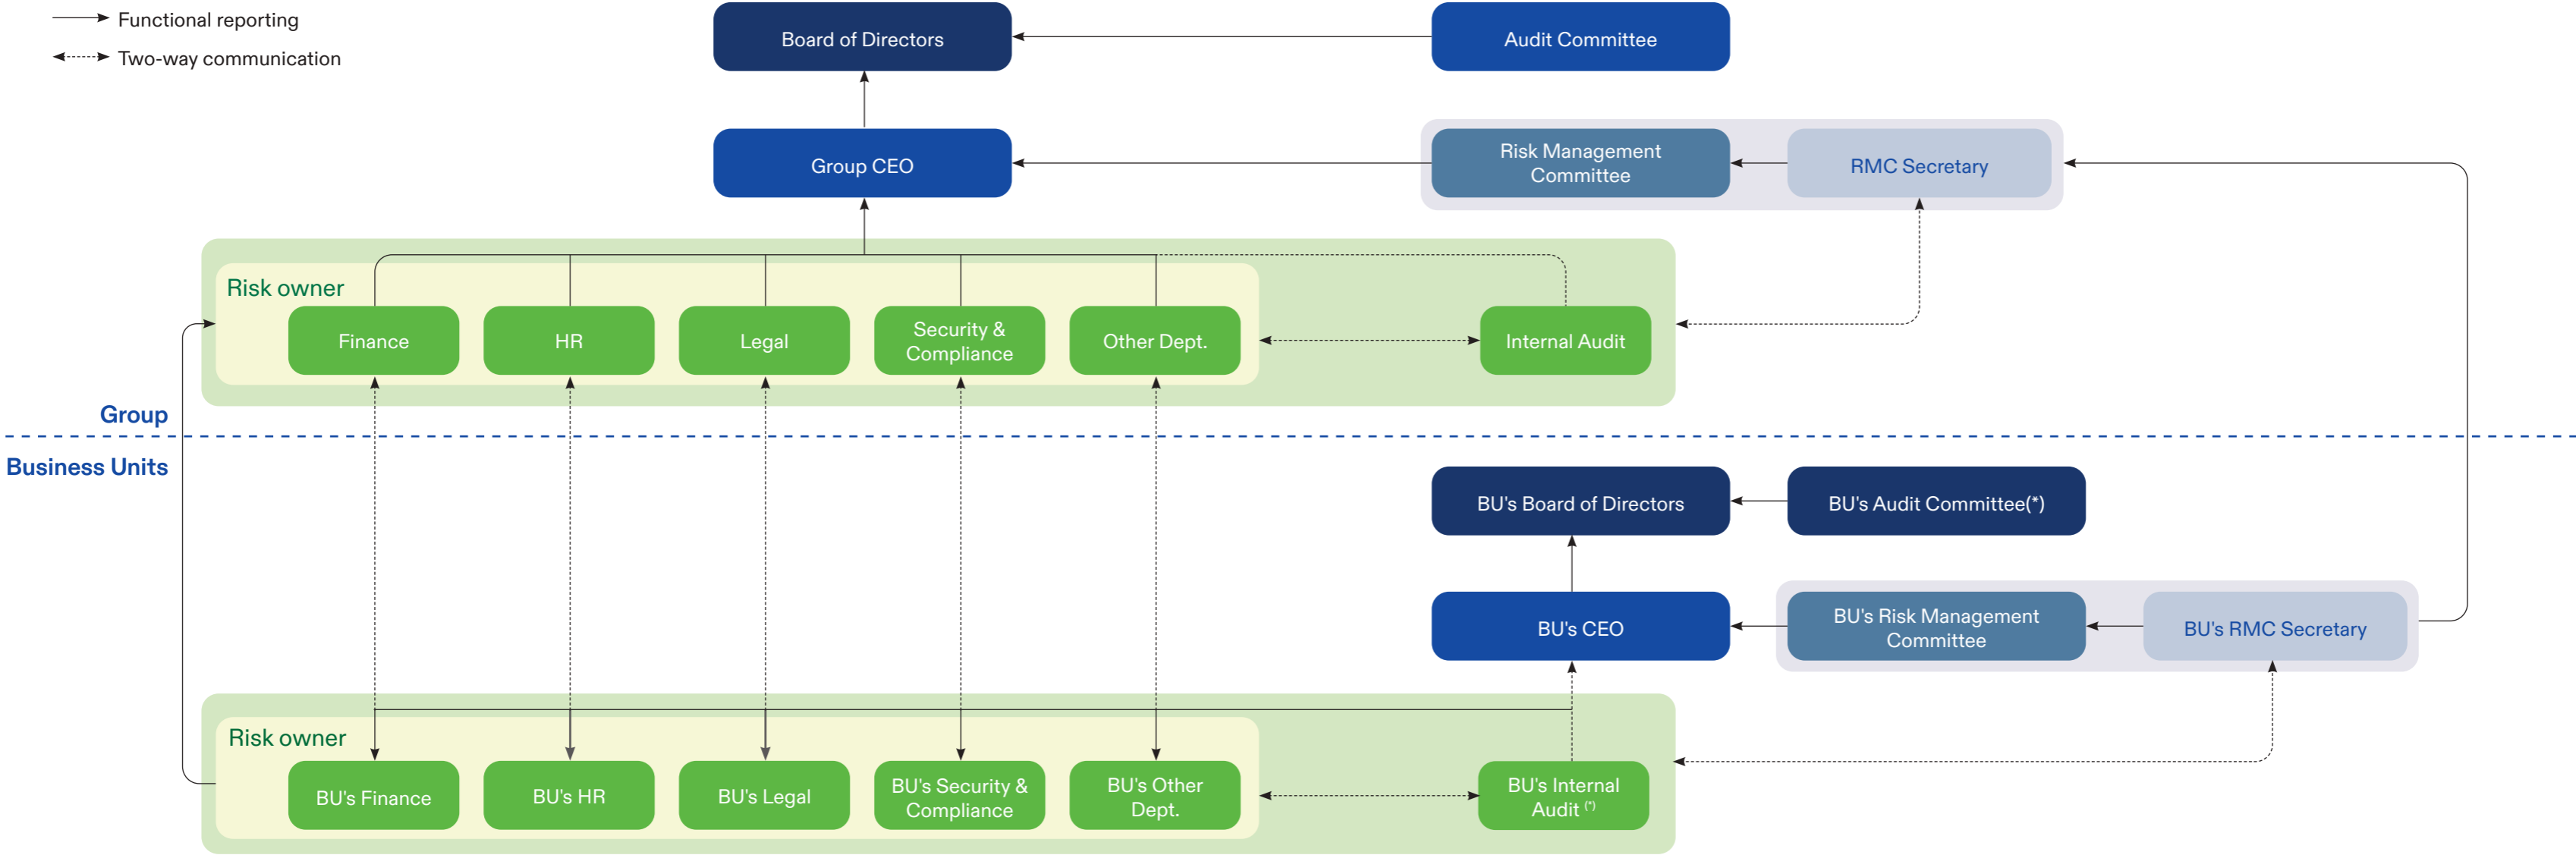 Functional reporting
Two-way communication
Board of Directors
Audit Committee
Group CEO
Risk Management
Committee
RMC Secretary
Risk owner
Finance
HR
Legal
Security &
Compliance
Other Dept.
Internal Audit
Group
Business Units
BU's Board of Directors
BU's Audit Committee(*)
BU's CEO
BU's Risk Management
Committee
BU's RMC Secretary
Risk owner
BU's Finance
BU's HR
BU's Legal
BU's Security &
Compliance
BU's Other
Dept.
BU's Internal
Audit (*)